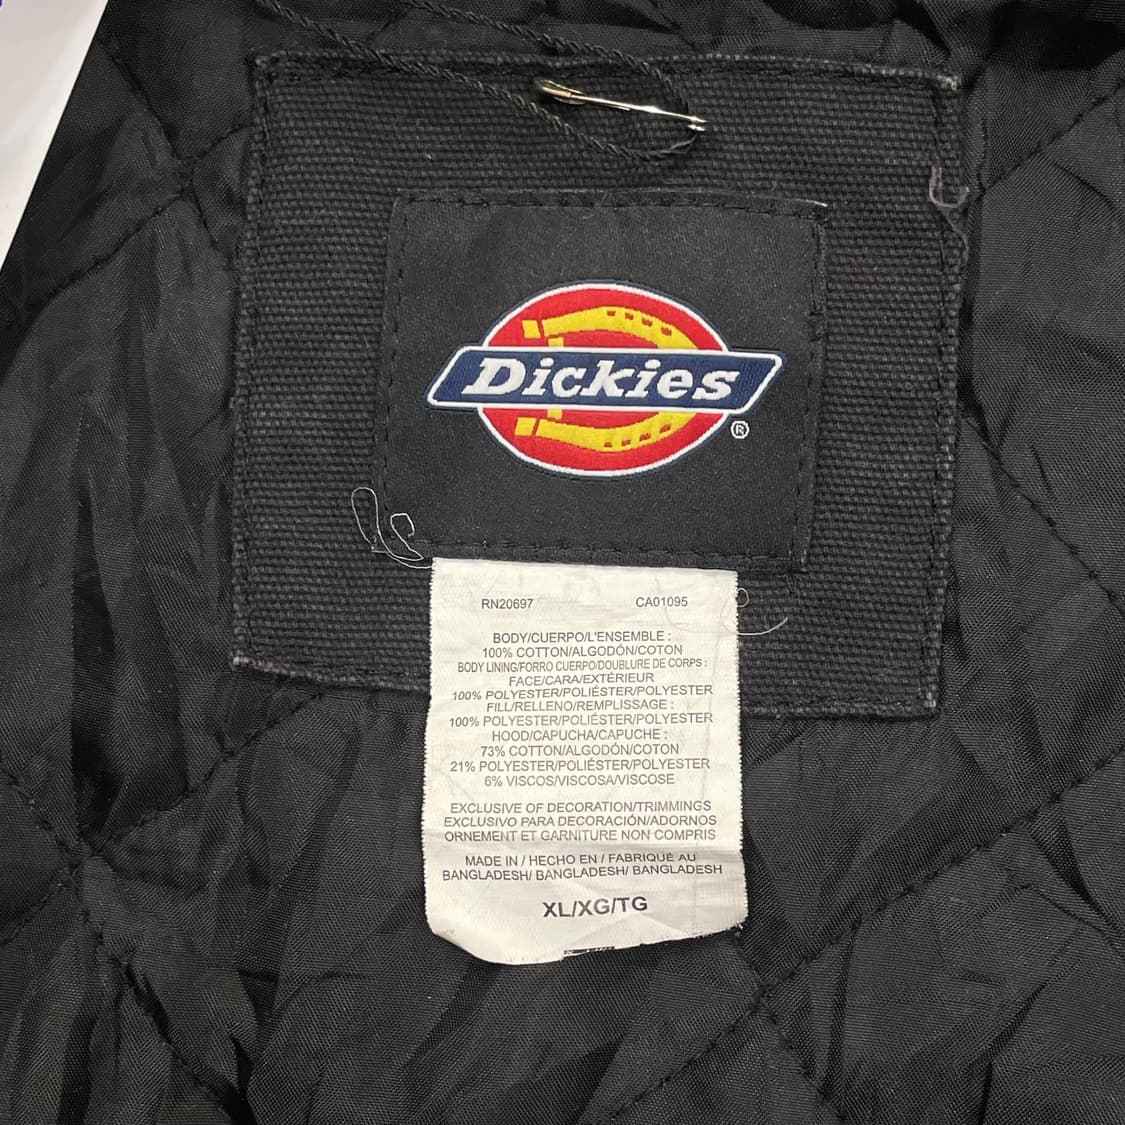 Dickies
®
RN20697 CA01095
BODY/CUERPO/L'ENSEMBLE :
100% COTTON/ALGODÓN/COTON
BODY LINING/FORRO CUERPO/DOUBLURE DE CORPS :
FACE/CARA/EXTÉRIEUR
100% POLYESTER/POLIÉSTER/POLYESTER
FILL/RELLENO/REMPLISSAGE :
100% POLYESTER/POLIÉSTER/POLYESTER
HOOD/CAPUCHA/CAPUCHE :
73% COTTON/ALGODÓN/COTON
21% POLYESTER/POLIÉSTER/POLYESTER
6% VISCOS/VISCOSA/VISCOSE
EXCLUSIVE OF DECORATION/TRIMMINGS
EXCLUSIVO PARA DECORACIÓN/ADORNOS
ORNEMENT ET GARNITURE NON COMPRIS
MADE IN / HECHO EN / FABRIQUÉ AU
BANGLADESH/ BANGLADESH/ BANGLADESH
XL/XG/TG